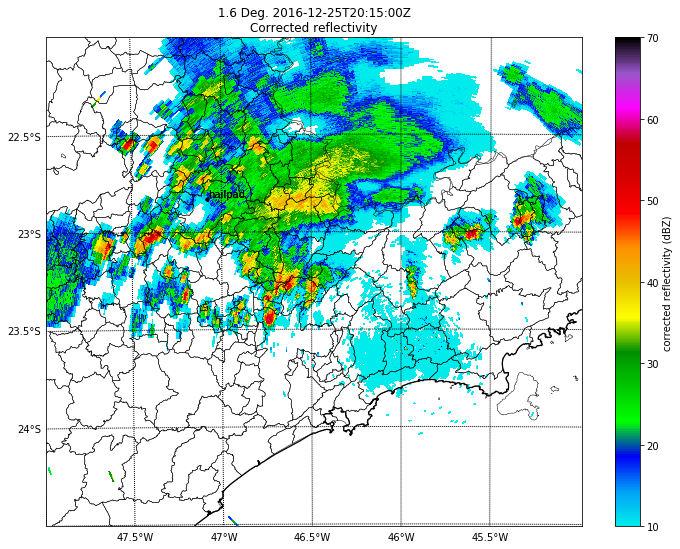 1.6 Deg. 2016-12-25T20:15:00Z
Corrected reflectivity
22.5°S
23°S
23.5°S
24°S
47.5°W
47°W
46.5°W
46°W
45.5°W
hailpad
70
60
50
40
30
20
10
corrected reflectivity (dBZ)